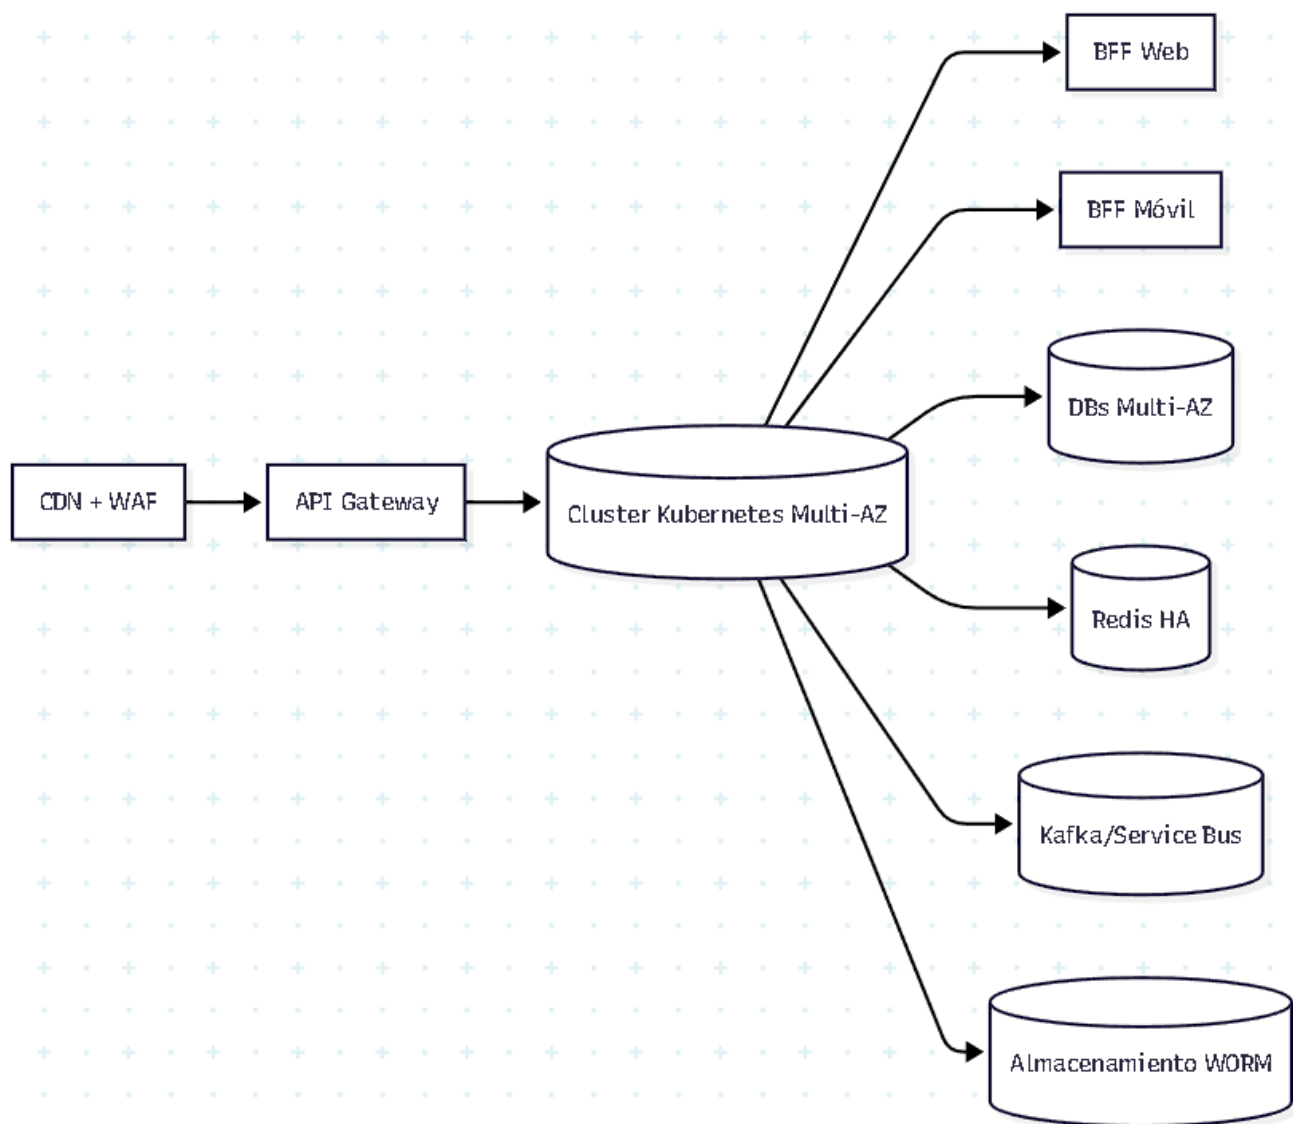 BFF Web
BFF Móvil
DBs Multi-AZ
CDN + WAF
API Gateway
Cluster Kubernetes Multi-AZ
Redis HA
Kafka/Service Bus
Almacenamiento WORM